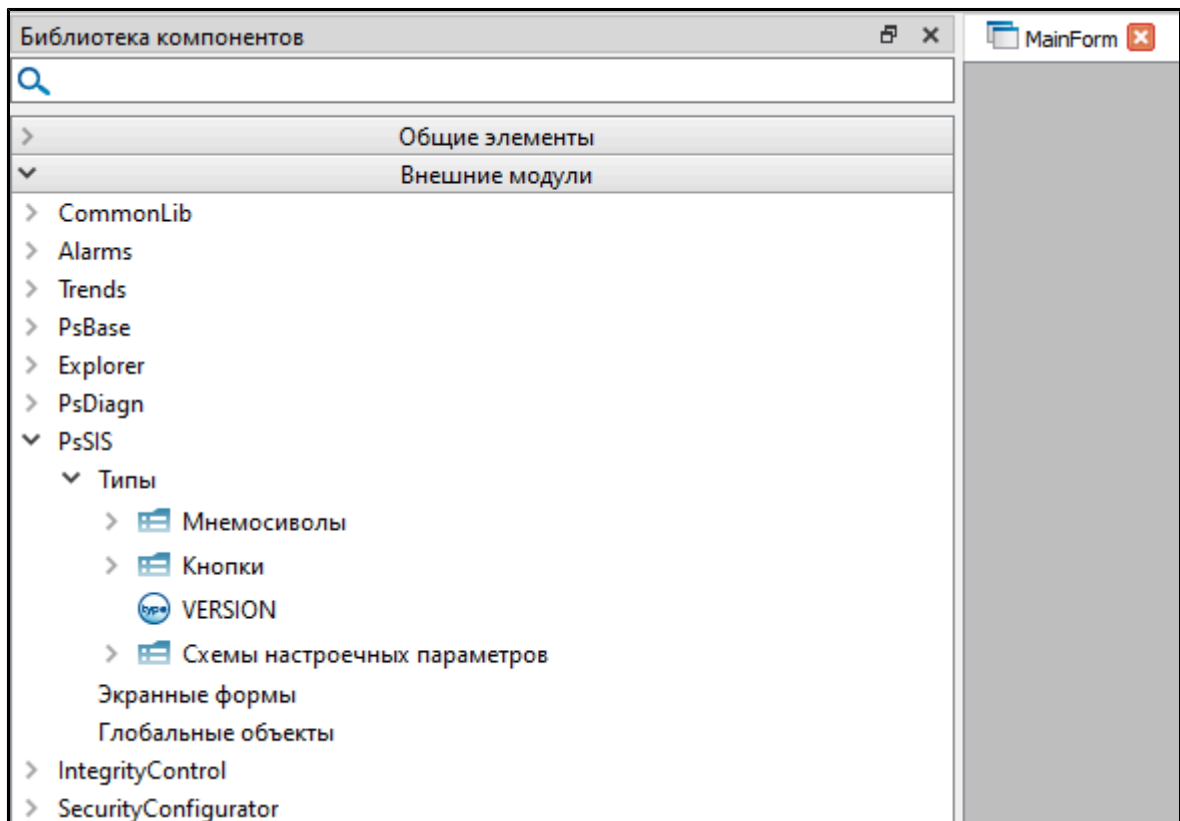 Библиотека компонентов
MainForm
Общие элементы
Внешние модули
CommonLib
Alarms
Trends
PsBase
Explorer
PsDiagn
PsSIS
Типы
Мнемосиволы
Кнопки
type VERSION
Схемы настроечных параметров
Экранные формы
Глобальные объекты
IntegrityControl
SecurityConfigurator